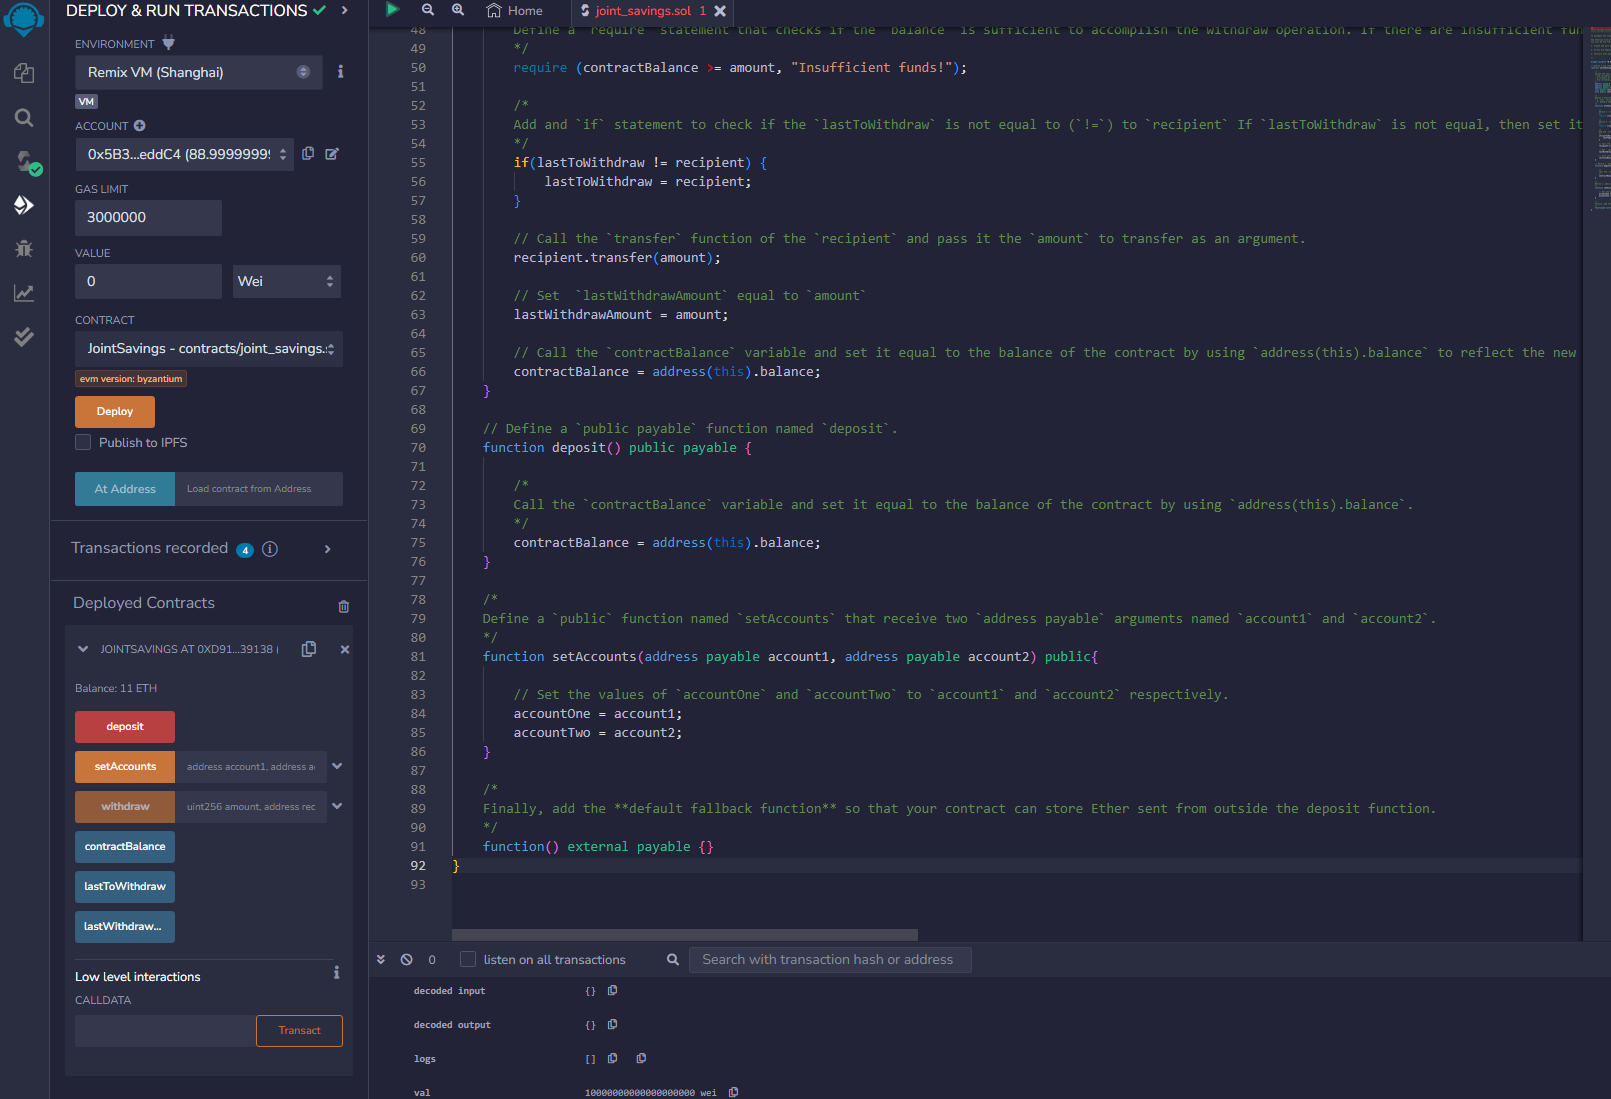 DEPLOY & RUN TRANSACTIONS
ENVIRONMENT
Remix VM (Shanghai)
VM
ACCOUNT
0x5B3...eddC4 (88.9999999
GAS LIMIT
3000000
VALUE
0
Wei
CONTRACT
JointSavings - contracts/joint_savings.
evm version: byzantium
Deploy
Publish to IPFS
At Address
Load contract from Address
Transactions recorded 4
Deployed Contracts
JOINTSAVINGS AT 0XD91...39138 (
Balance: 11 ETH
deposit
setAccounts
address account1, address a
withdraw
uint256 amount, address rec
contractBalance
lastToWithdraw
lastWithdraw...
Low level interactions
CALLDATA
Transact
Home
joint_savings.sol 1
48 Define a `require` statement that checks if the `balance` is sufficient to accomplish the withdraw operation. If there are insufficient fun
49 */
50 require (contractBalance >= amount, "Insufficient funds!");
51
52 /*
53 Add and `if` statement to check if the `lastToWithdraw` is not equal to (`!=`) to `recipient` If `lastToWithdraw` is not equal, then set it
54 */
55 if(lastToWithdraw != recipient) {
56 lastToWithdraw = recipient;
57 }
58
59 // Call the `transfer` function of the `recipient` and pass it the `amount` to transfer as an argument.
60 recipient.transfer(amount);
61
62 // Set  `lastWithdrawAmount` equal to `amount`
63 lastWithdrawAmount = amount;
64
65 // Call the `contractBalance` variable and set it equal to the balance of the contract by using `address(this).balance` to reflect the new
66 contractBalance = address(this).balance;
67 }
68
69 // Define a `public payable` function named `deposit`.
70 function deposit() public payable {
71
72 /*
73 Call the `contractBalance` variable and set it equal to the balance of the contract by using `address(this).balance`.
74 */
75 contractBalance = address(this).balance;
76 }
77
78 /*
79 Define a `public` function named `setAccounts` that receive two `address payable` arguments named `account1` and `account2`.
80 */
81 function setAccounts(address payable account1, address payable account2) public{
82
83 // Set the values of `accountOne` and `accountTwo` to `account1` and `account2` respectively.
84 accountOne = account1;
85 accountTwo = account2;
86 }
87
88 /*
89 Finally, add the **default fallback function** so that your contract can store Ether sent from outside the deposit function.
90 */
91 function() external payable {}
92 }
93
0
listen on all transactions
Search with transaction hash or address
decoded input {}
decoded output {}
logs []
val 10000000000000000000 wei